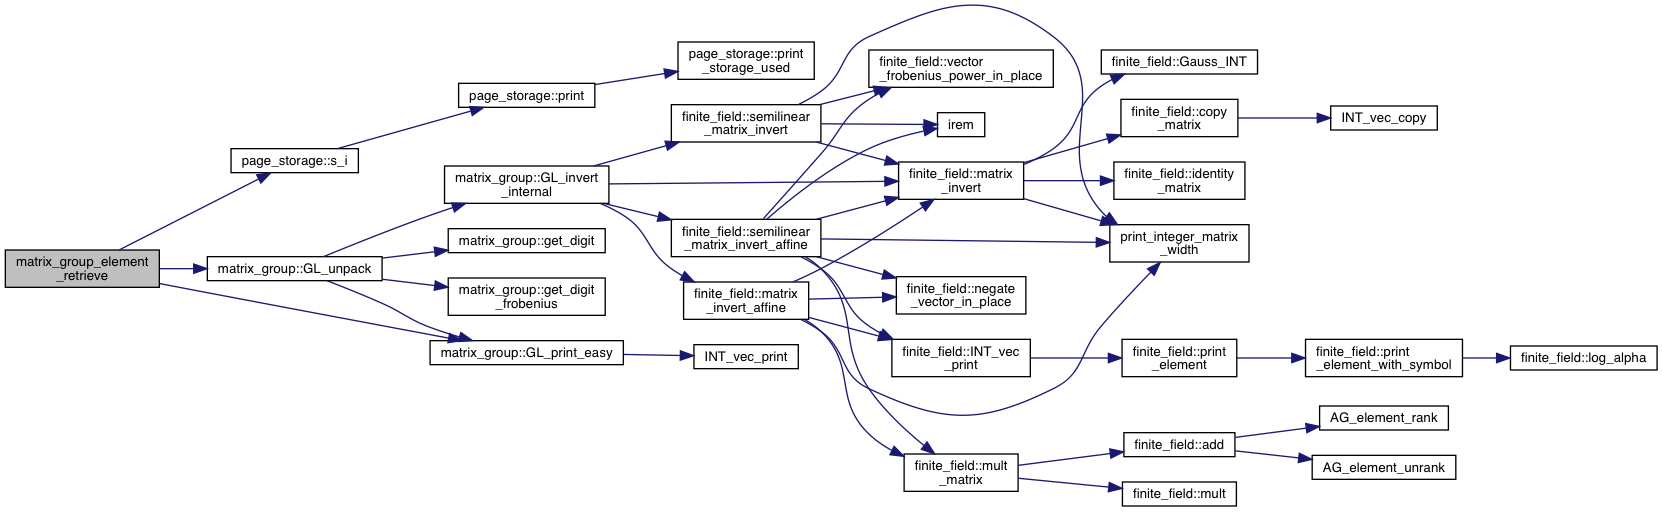 matrix_group_element
_retrieve
page_storage::s_i
matrix_group::GL_unpack
page_storage::print
matrix_group::GL_invert
_internal
matrix_group::get_digit
matrix_group::get_digit
_frobenius
matrix_group::GL_print_easy
page_storage::print
_storage_used
finite_field::semilinear
_matrix_invert
finite_field::semilinear
_matrix_invert_affine
finite_field::matrix
_invert_affine
INT_vec_print
finite_field::vector
_frobenius_power_in_place
irem
finite_field::matrix
_invert
finite_field::negate
_vector_in_place
finite_field::INT_vec
_print
finite_field::mult
_matrix
finite_field::Gauss_INT
finite_field::copy
_matrix
finite_field::identity
_matrix
print_integer_matrix
_width
finite_field::print
_element
finite_field::add
finite_field::mult
INT_vec_copy
finite_field::print
_element_with_symbol
AG_element_rank
AG_element_unrank
finite_field::log_alpha